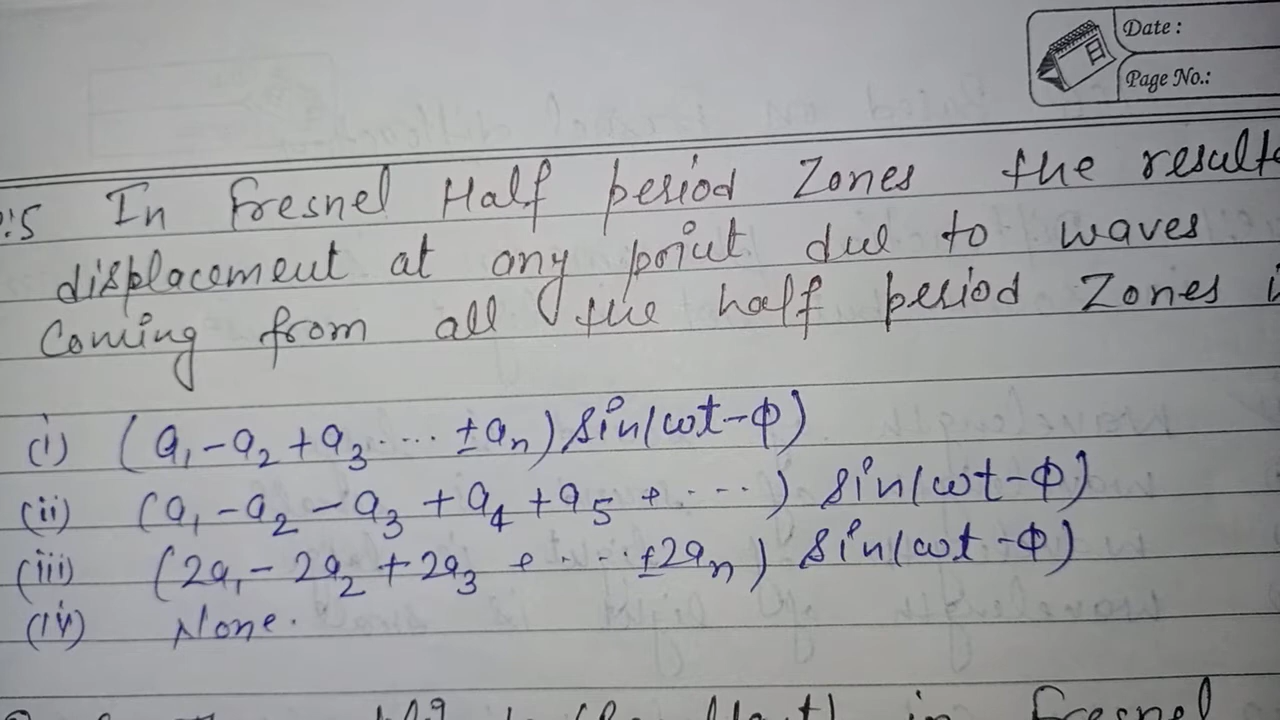 Date :
Page No.:
:5 In Fresnel Half period Zones the result
displacement at any point due to waves
Coming from all the half period Zones i
(i) (a₁ - a₂ + a₃ .... ± aₙ) sin(ωt-Φ)
(ii) (a₁ - a₂ - a₃ + a₄ + a₅ + ....) sin(ωt-Φ)
(iii) (2a₁ - 2a₂ + 2a₃ + .... ± 2aₙ) sin(ωt-Φ)
(iv) None.
in Fresnel